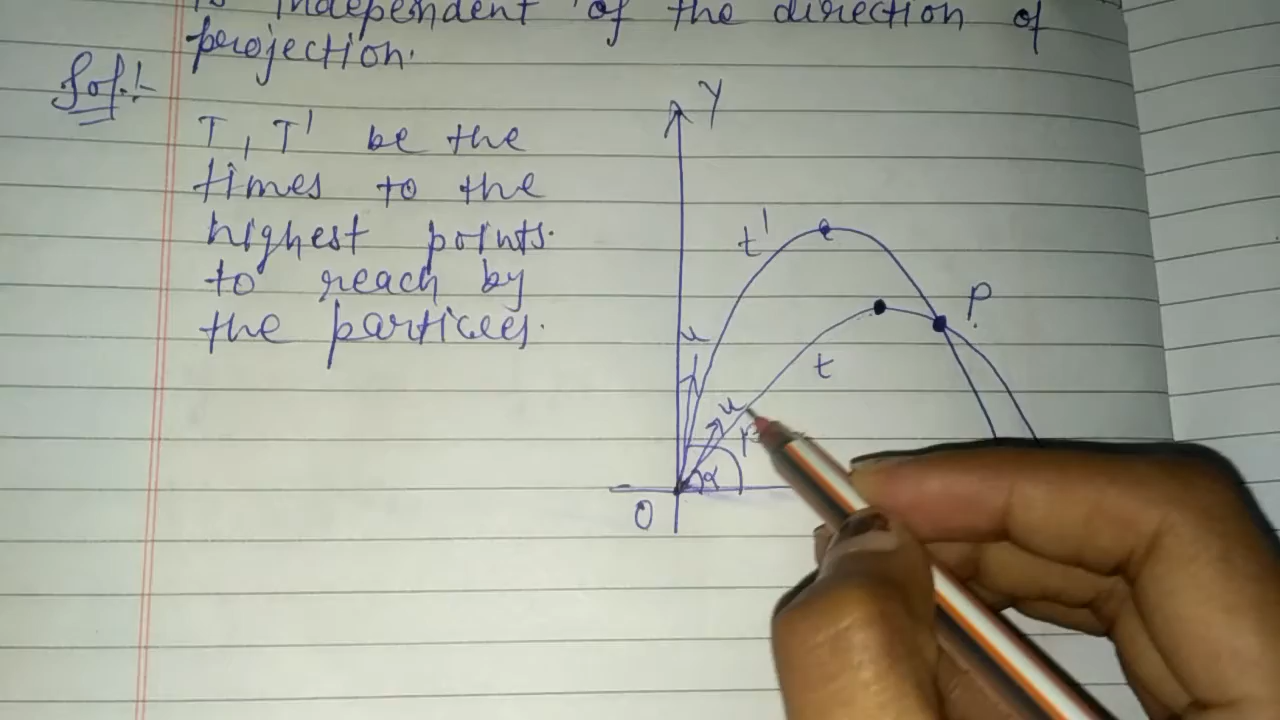 is independent of the direction of
projection.
Sol.:-
T, T' be the
times to the
highest points.
to reach by
the particles.
Y
t'
P
u
t
u
β
α
O